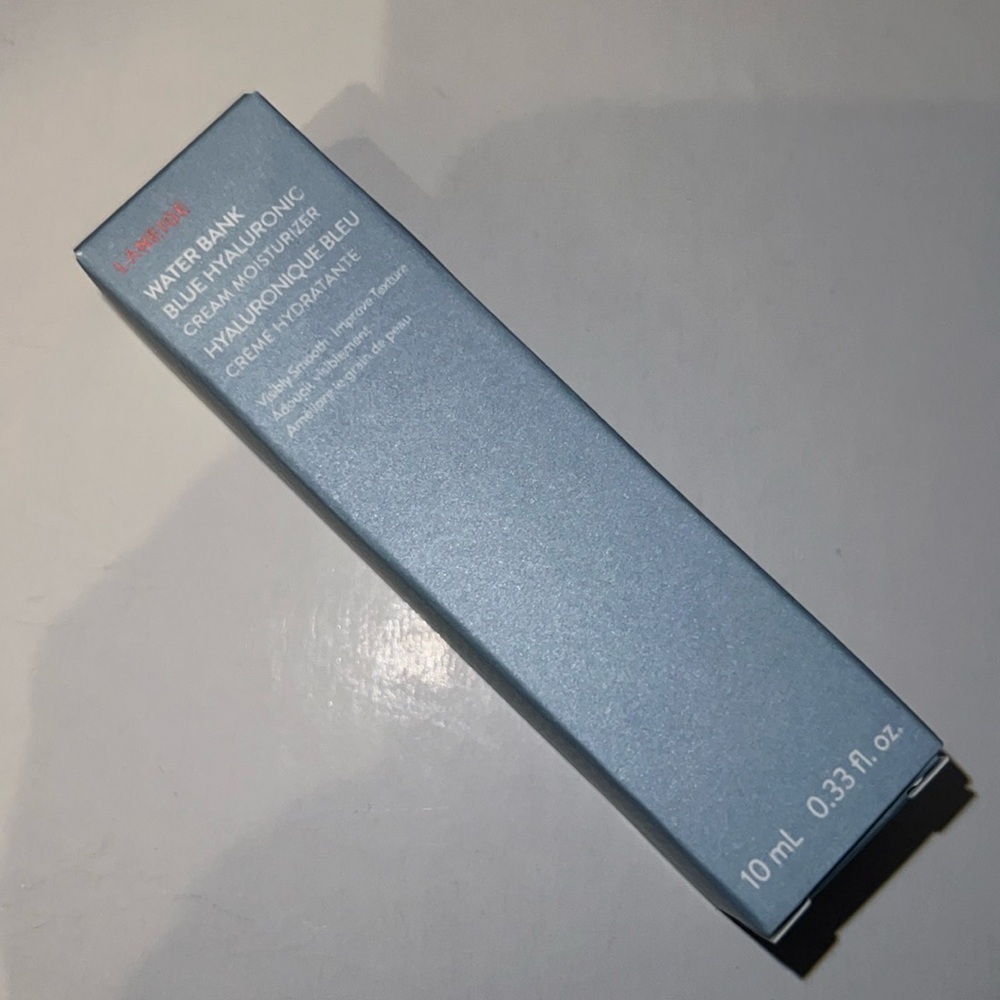 LANEIGE
WATER BANK
BLUE HYALURONIC
CREAM MOISTURIZER
HYALURONIQUE BLEU
CRÈME HYDRATANTE
Visibly Smooth · Improve Texture
Adoucit visiblement ·
Améliore le grain de peau
10 mL 0.33 fl. oz.